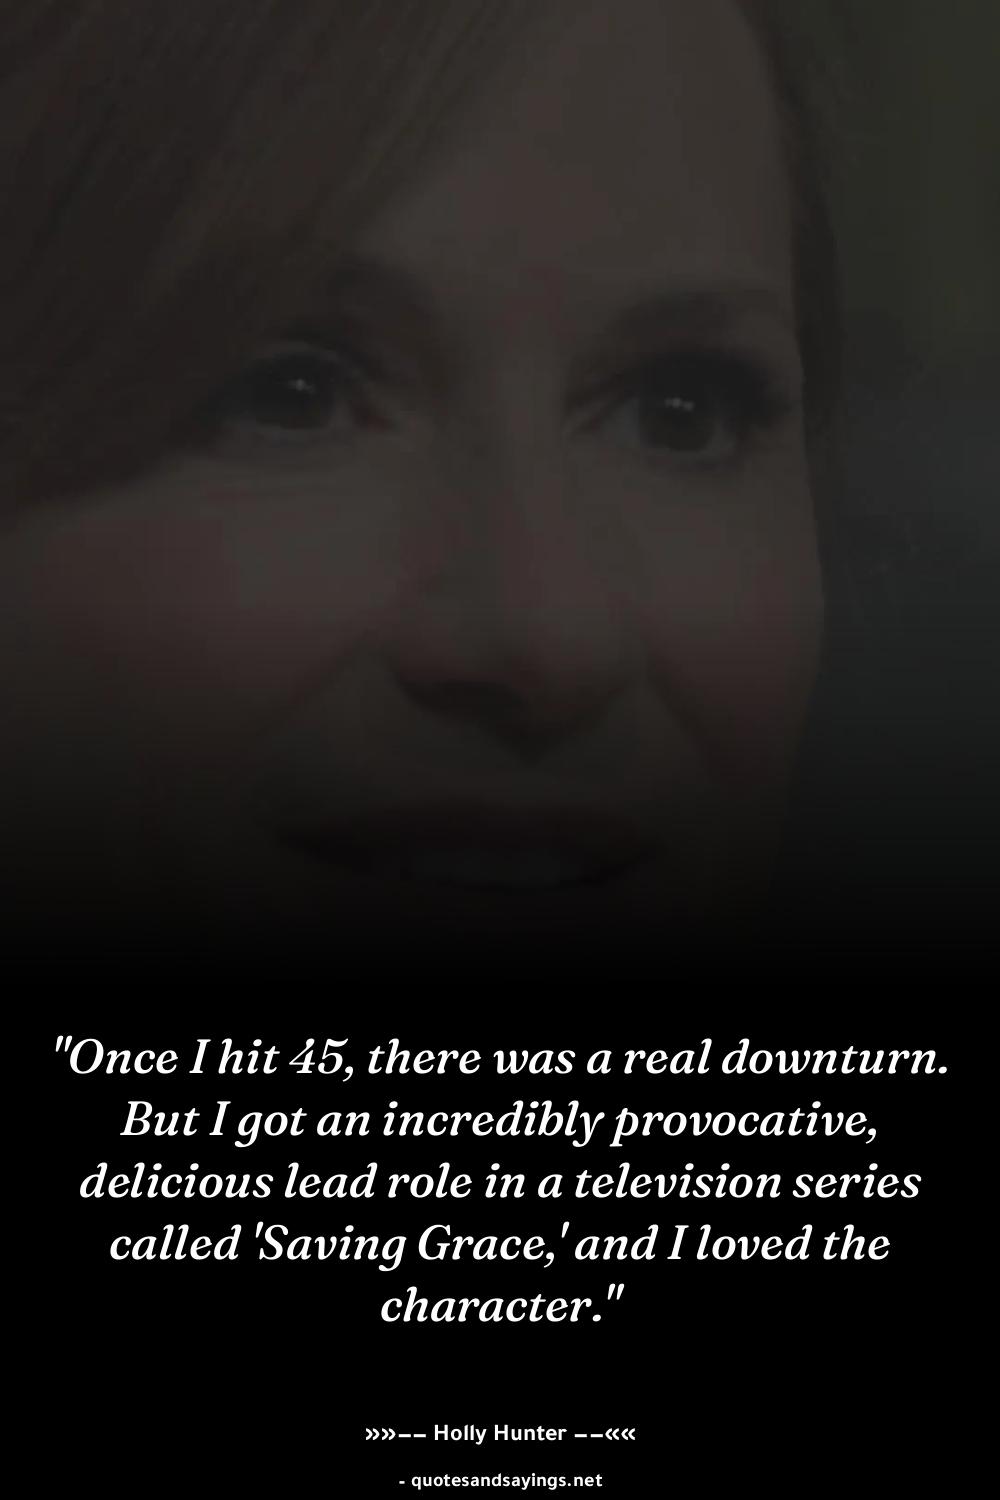 "Once I hit 45, there was a real downturn.
But I got an incredibly provocative,
delicious lead role in a television series
called 'Saving Grace,' and I loved the
character."
»»–– Holly Hunter ––««
- quotesandsayings.net